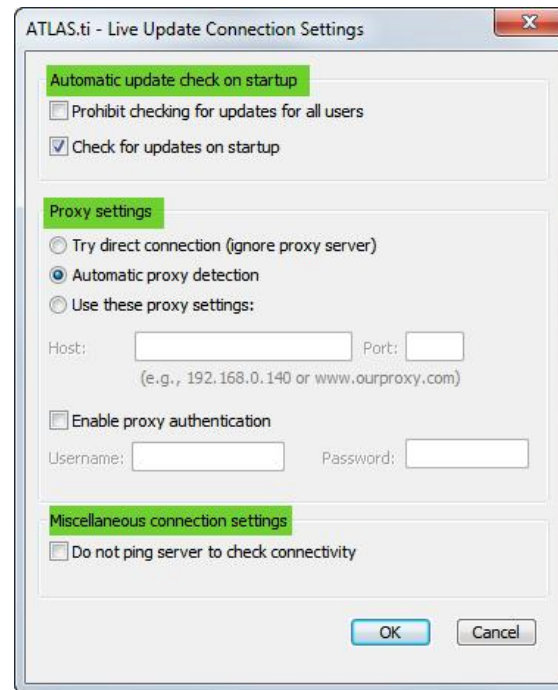 ATLAS.ti - Live Update Connection Settings
Automatic update check on startup
Prohibit checking for updates for all users
Check for updates on startup
Proxy settings
Try direct connection (ignore proxy server)
Automatic proxy detection
Use these proxy settings:
Host: Port:
(e.g., 192.168.0.140 or www.ourproxy.com)
Enable proxy authentication
Username: Password:
Miscellaneous connection settings
Do not ping server to check connectivity
OK Cancel